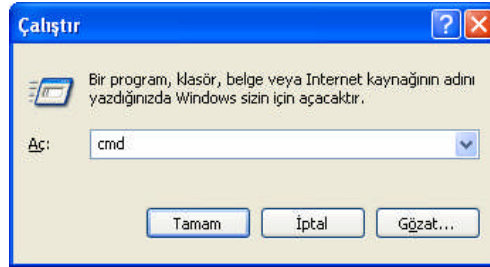 Çalıştır
Bir program, klasör, belge veya Internet kaynağının adını
yazdığınızda Windows sizin için açacaktır.
Aç: cmd
Tamam İptal Gözat...